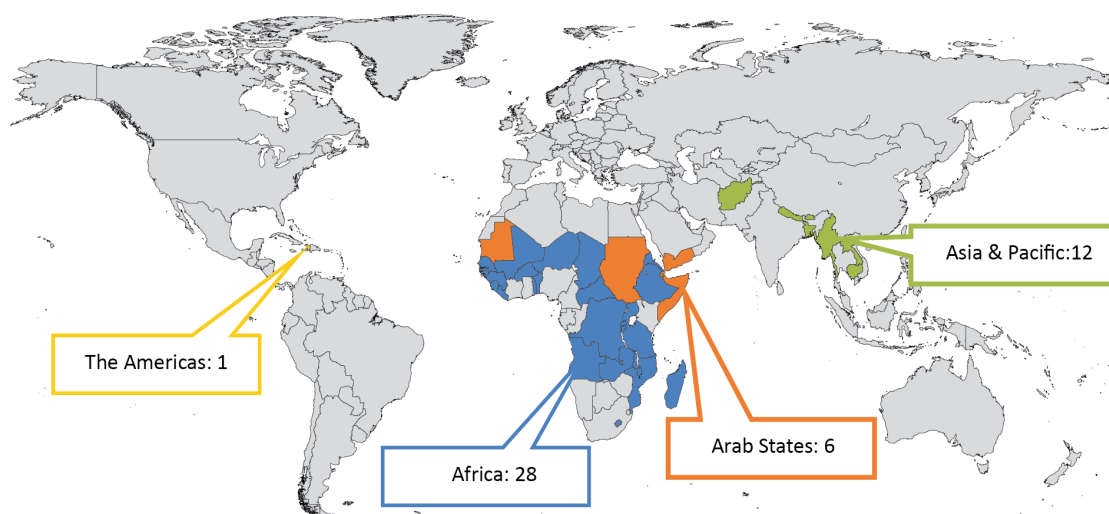 Asia & Pacific:12
The Americas: 1
Arab States: 6
Africa: 28